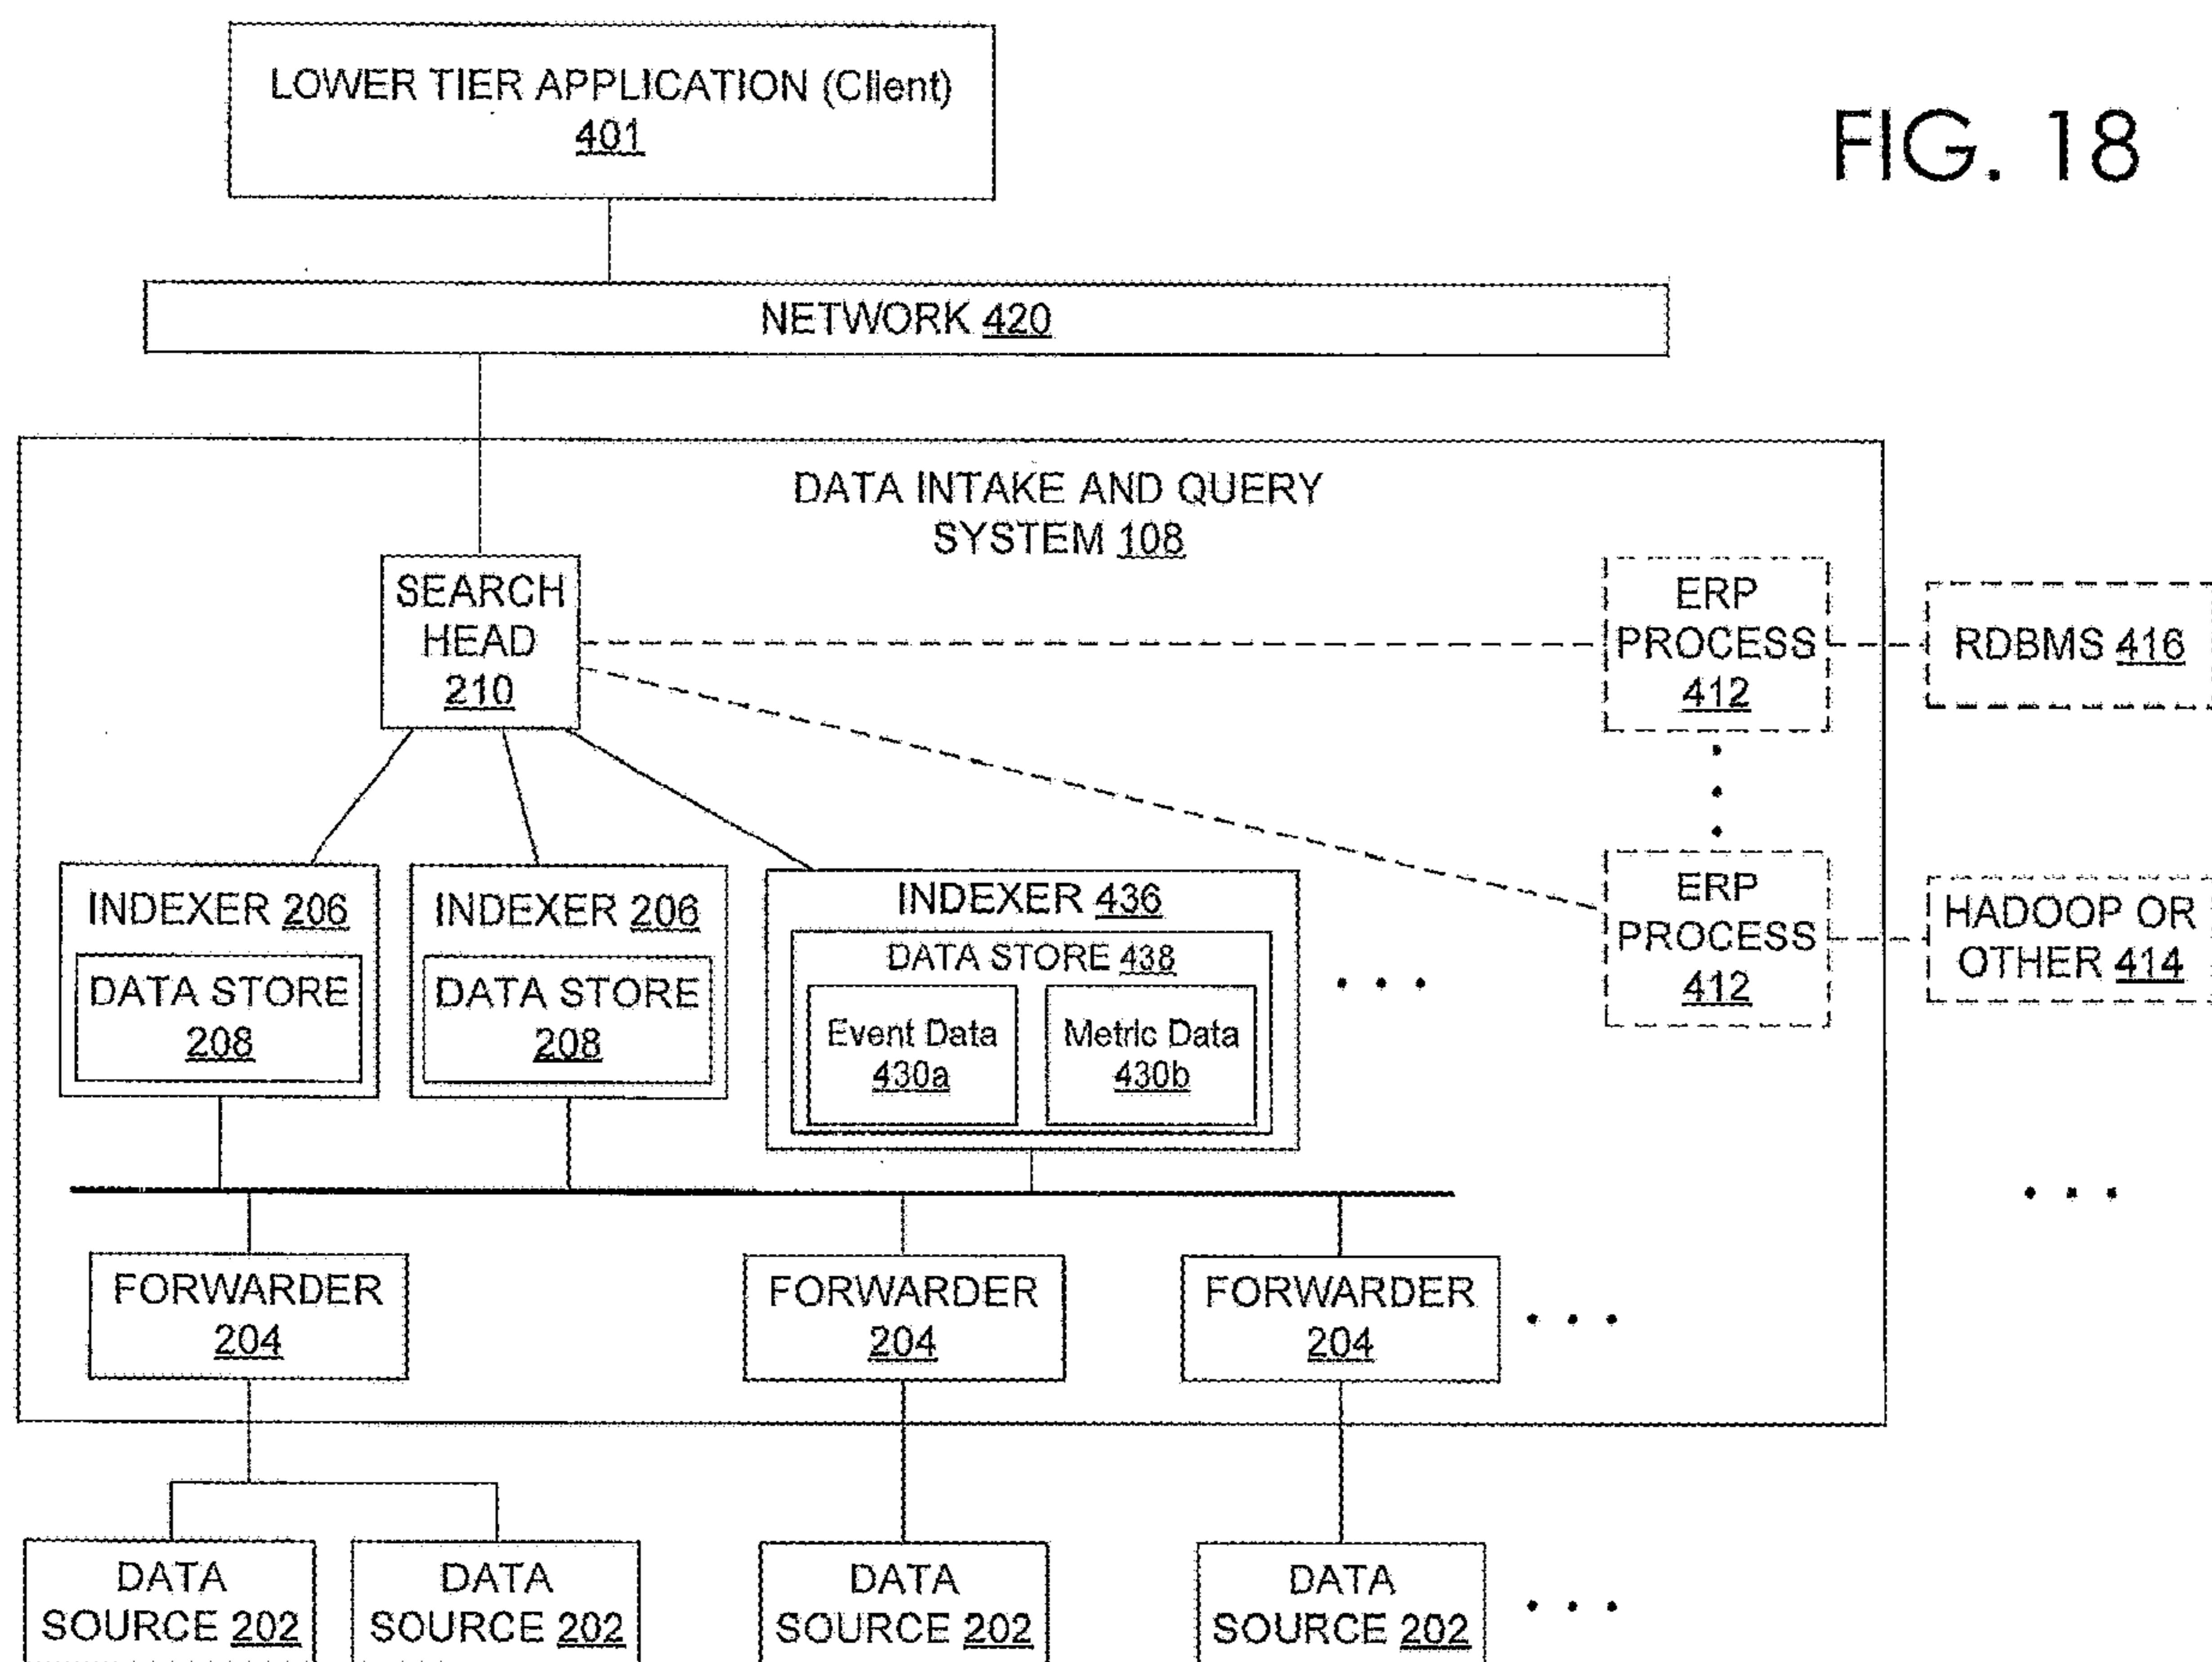 LOWER TIER APPLICATION (Client)
401
FIG. 18
NETWORK 420
DATA INTAKE AND QUERY
SYSTEM 108
SEARCH
HEAD
210
ERP
PROCESS
412
RDBMS 416
INDEXER 206
DATA STORE
208
INDEXER 206
DATA STORE
208
INDEXER 436
DATA STORE 438
Event Data
430a
Metric Data
430b
. . .
ERP
PROCESS
412
HADOOP OR
OTHER 414
. . .
FORWARDER
204
FORWARDER
204
FORWARDER
204
. . .
DATA
SOURCE 202
DATA
SOURCE 202
DATA
SOURCE 202
DATA
SOURCE 202
. . .